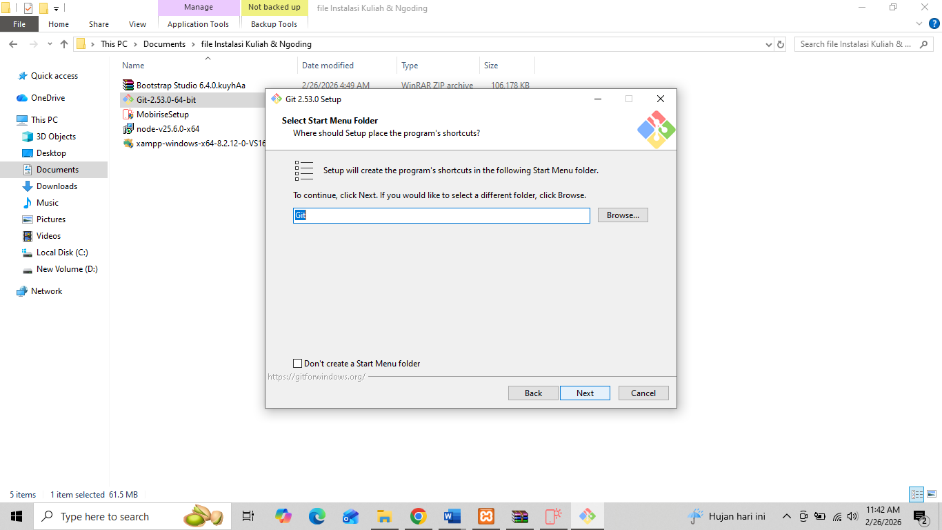 Manage
Not backed up
file Instalasi Kuliah & Ngoding
File
Home
Share
View
Application Tools
Backup Tools
This PC
Documents
file Instalasi Kuliah & Ngoding
Search file Instalasi Kuliah & ...
Quick access
OneDrive
This PC
3D Objects
Desktop
Documents
Downloads
Music
Pictures
Videos
Local Disk (C:)
New Volume (D:)
Network
Name
Date modified
Type
Size
Bootstrap Studio 6.4.0.kuyhAa
2/26/2026 4:49 AM
WinRAR ZIP archive
106,178 KB
Git-2.53.0-64-bit
MobiriseSetup
node-v25.6.0-x64
xampp-windows-x64-8.2.12-0-VS16
Git 2.53.0 Setup
Select Start Menu Folder
Where should Setup place the program's shortcuts?
Setup will create the program's shortcuts in the following Start Menu folder.
To continue, click Next. If you would like to select a different folder, click Browse.
Git
Browse...
Don't create a Start Menu folder
https://gitforwindows.org/
Back
Next
Cancel
5 items
1 item selected 61.5 MB
Type here to search
Hujan hari ini
11:42 AM
2/26/2026
2